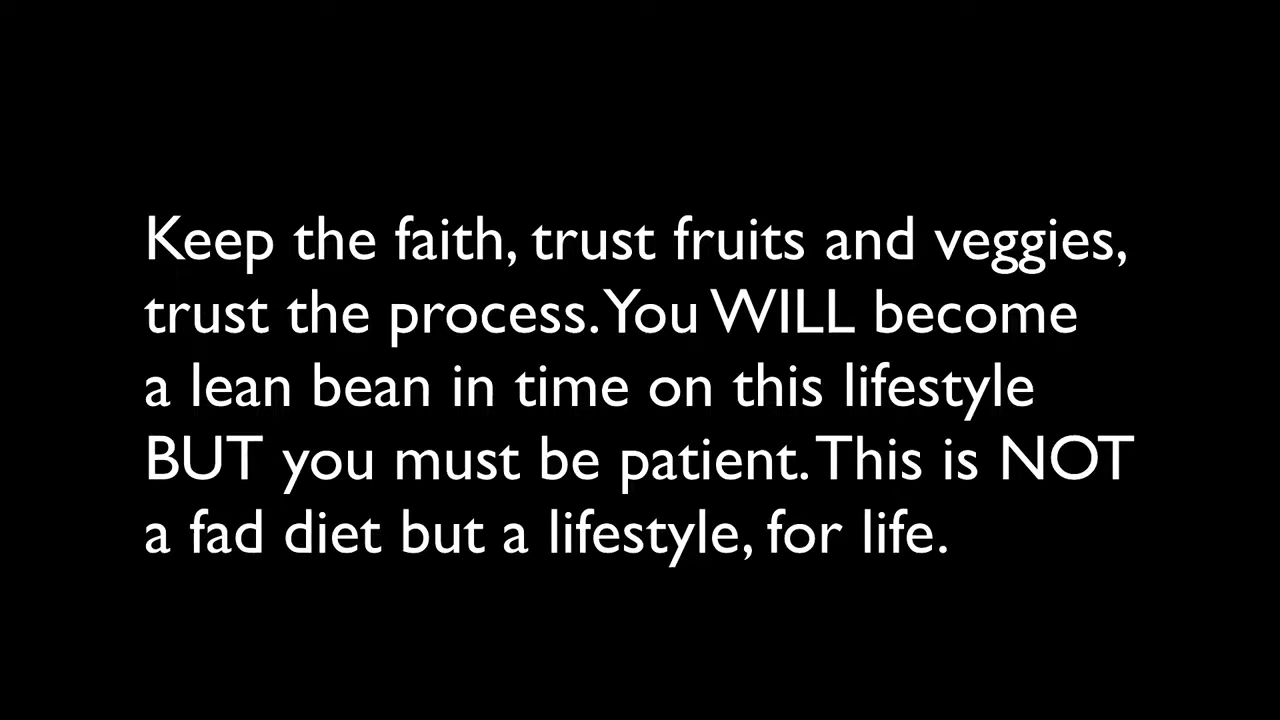 Keep the faith, trust fruits and veggies,
trust the process. You WILL become
a lean bean in time on this lifestyle
BUT you must be patient. This is NOT
a fad diet but a lifestyle, for life.